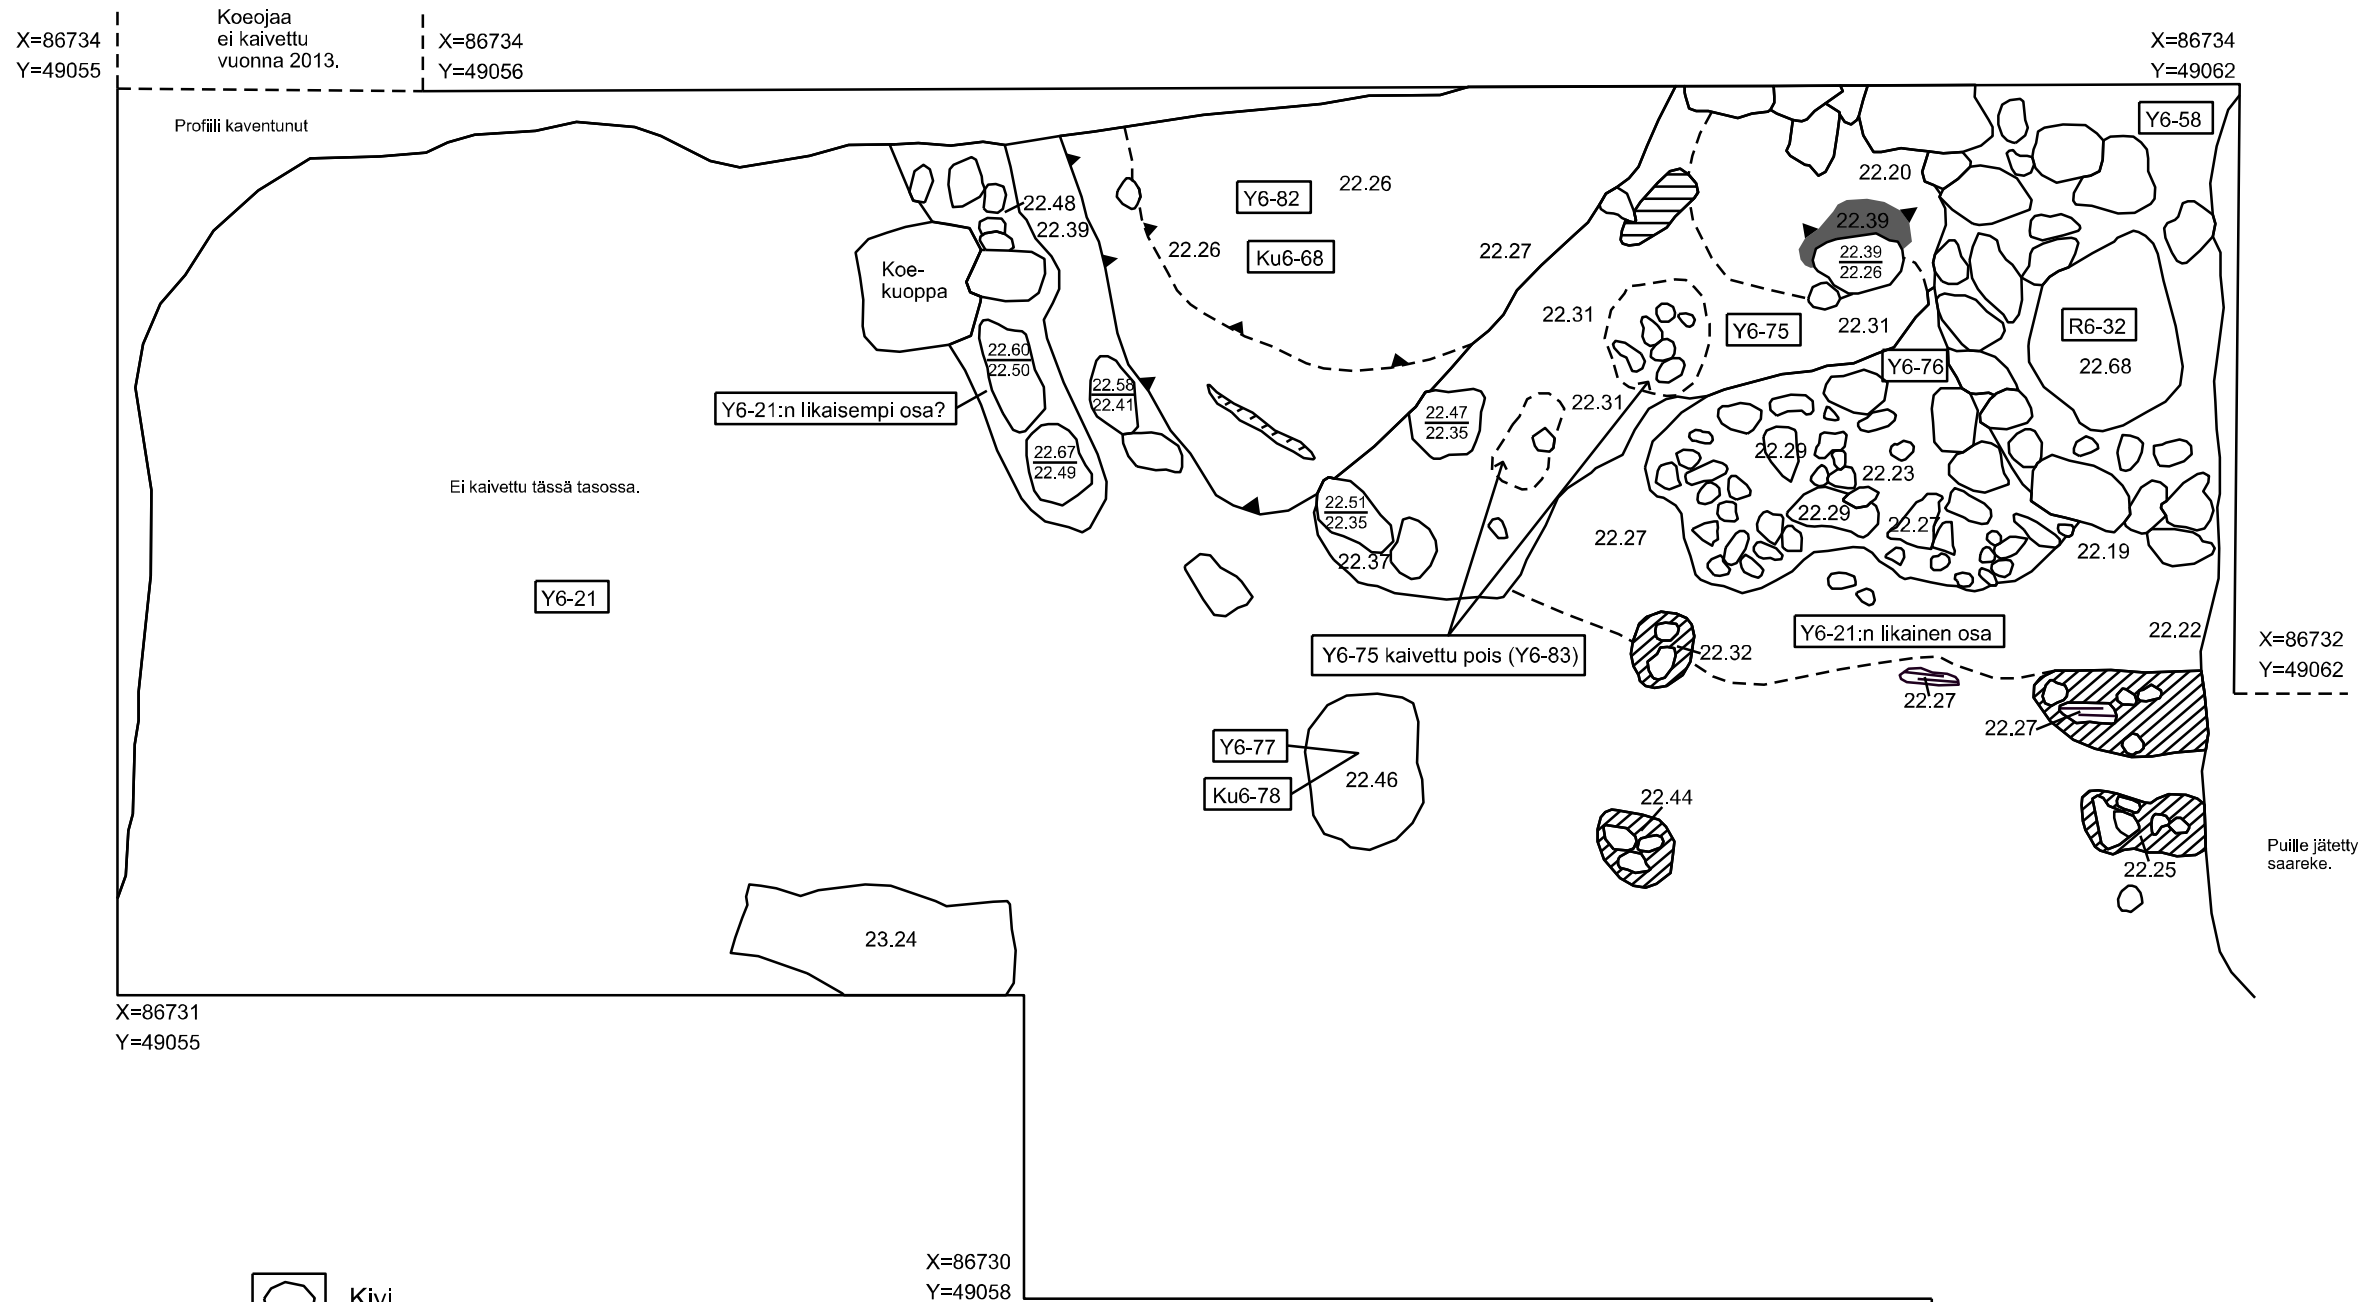 Koeojaa
ei kaivettu
vuonna 2013.
X=86734
Y=49055
X=86734
Y=49056
X=86734
Y=49062
Profiili kaventunut
Y6-58
22.20
22.26
Y6-82
22.48
22.39
22.39
22.26
22.27
Ku6-68
22.39
22.26
Koe-
kuoppa
22.31
Y6-75
22.31
R6-32
22.60
22.50
Y6-76
22.68
22.58
22.41
Y6-21:n likaisempi osa?
22.31
22.47
22.35
22.67
22.49
22.29
22.23
Ei kaivettu tässä tasossa.
22.51
22.35
22.29
22.27
22.27
22.19
22.37
Y6-21
Y6-21:n likainen osa
22.22
X=86732
Y=49062
Y6-75 kaivettu pois (Y6-83)
22.32
22.27
22.27
Y6-77
22.46
Ku6-78
22.44
Puille jätetty
saareke.
22.25
23.24
X=86731
Y=49055
X=86730
Y=49058
Kivi